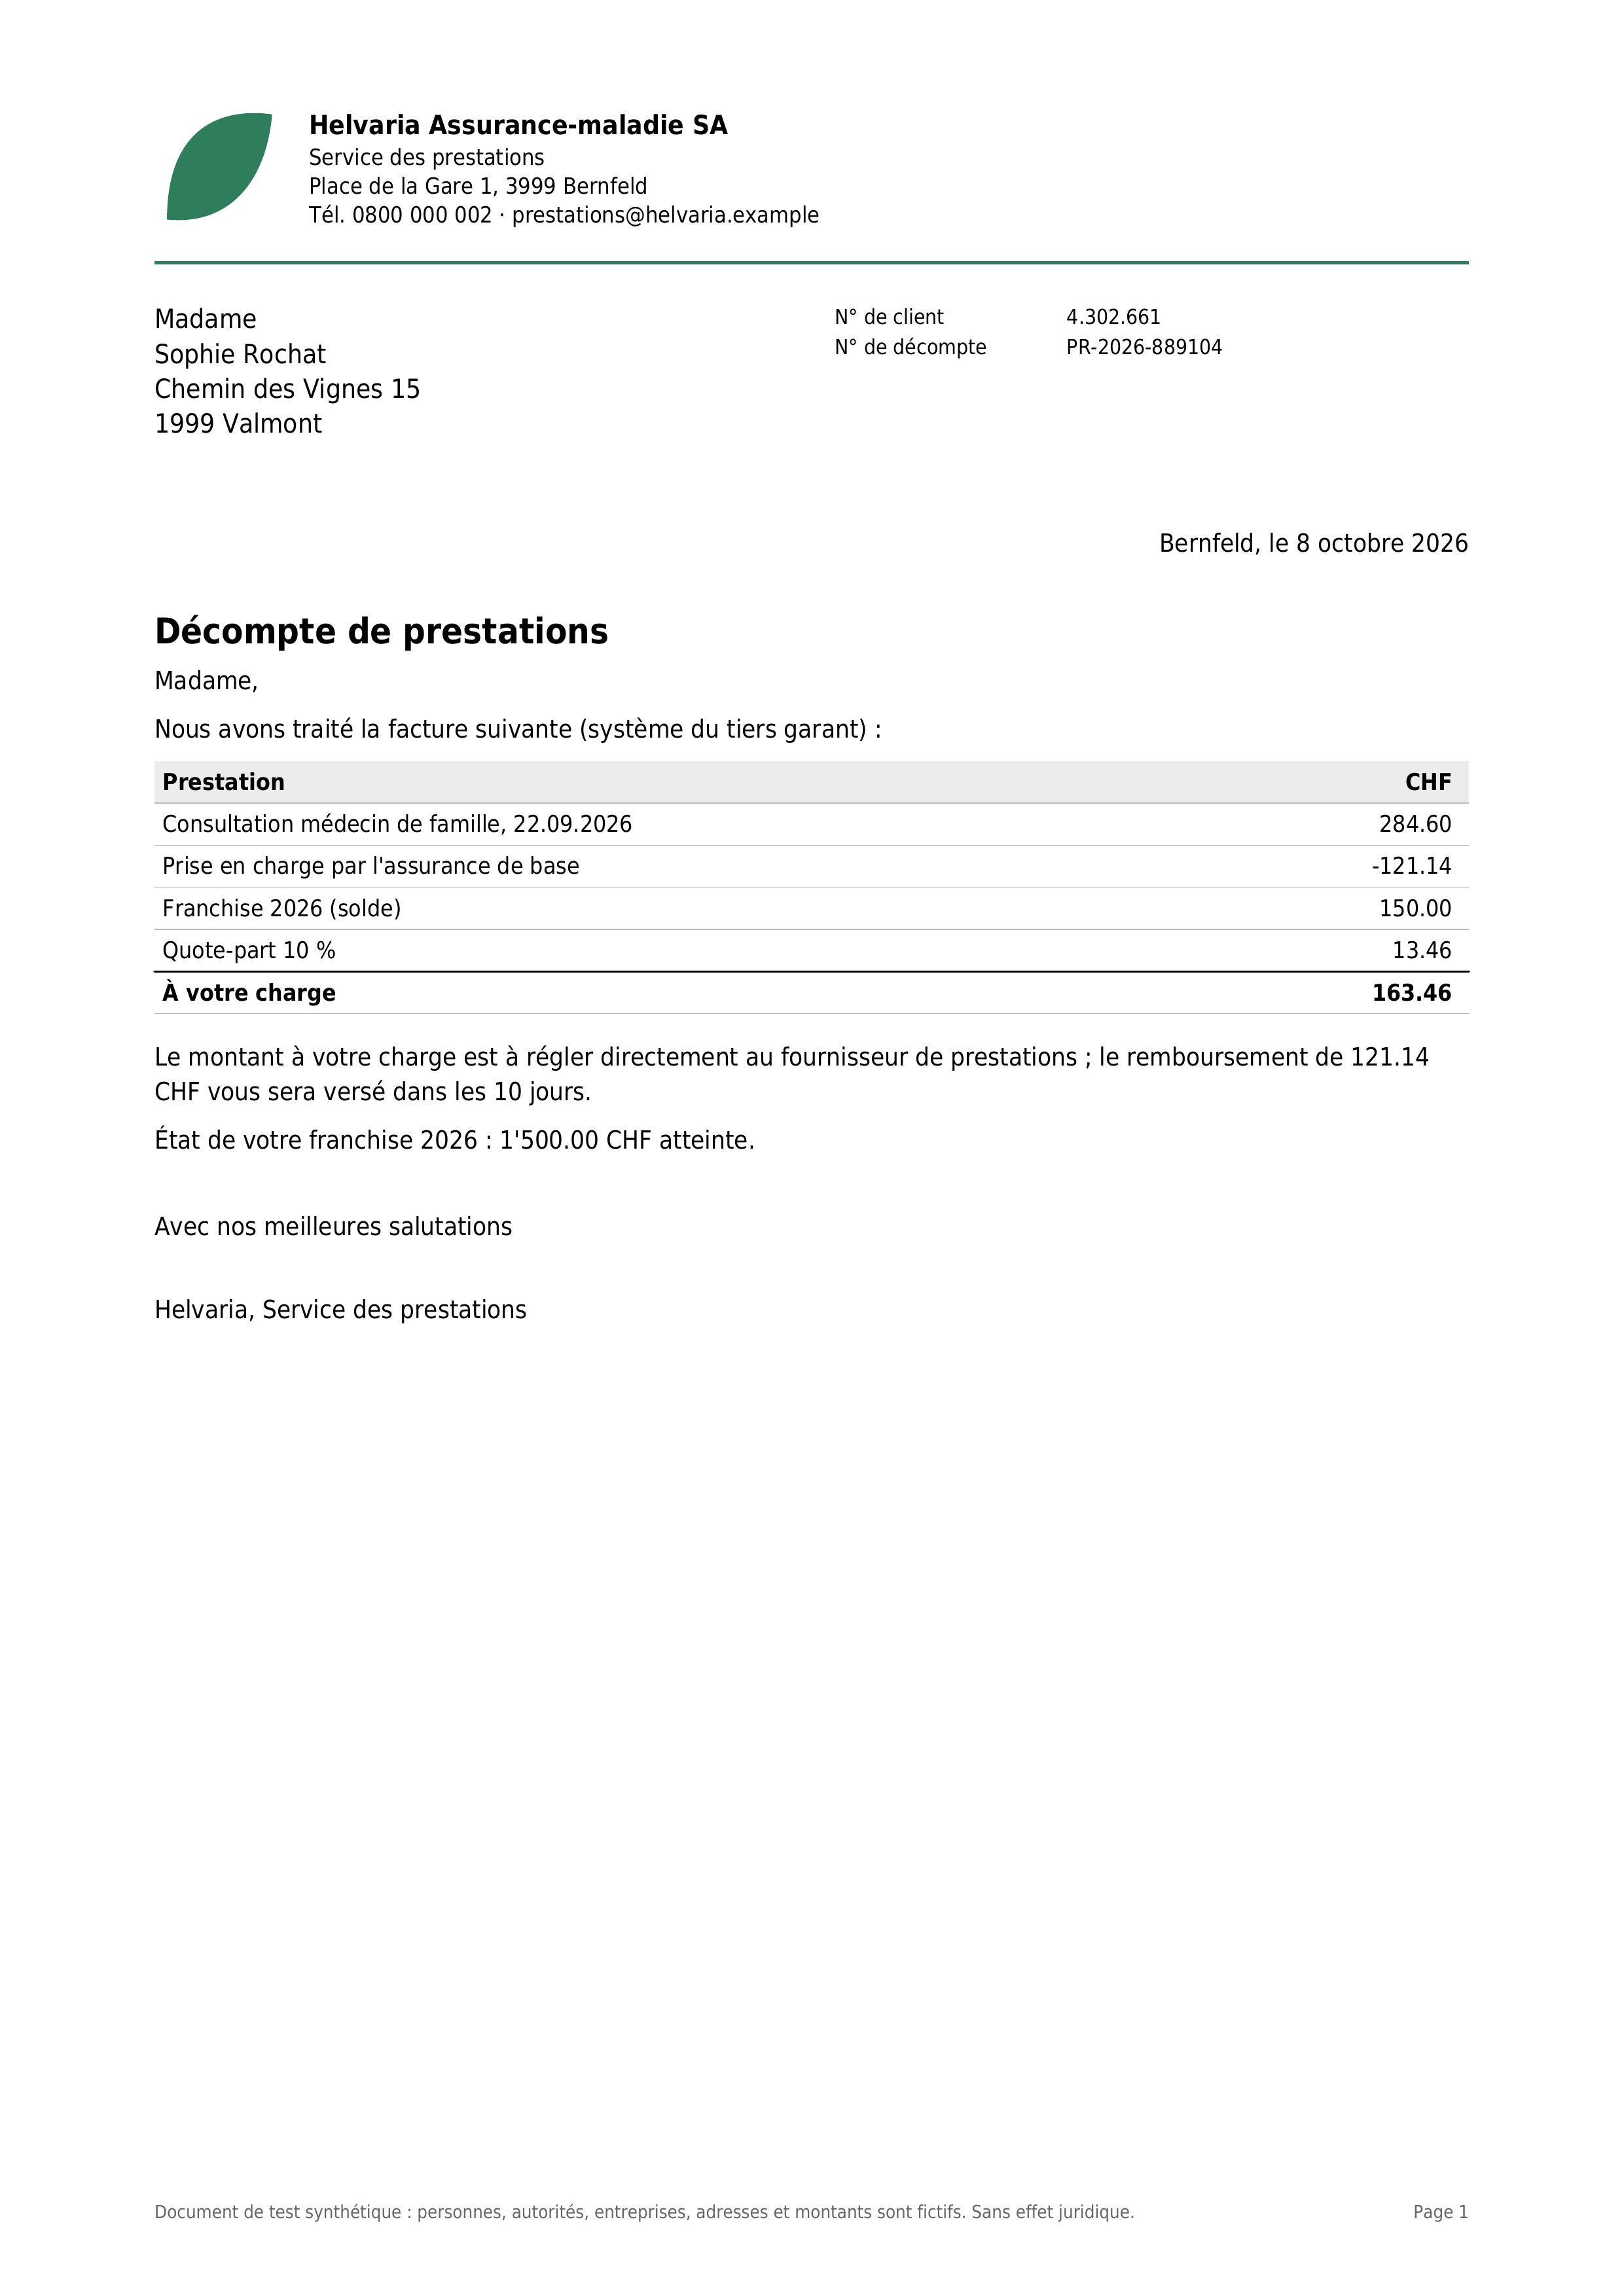 Helvaria Assurance-maladie SA
Service des prestations
Place de la Gare 1, 3999 Bernfeld
Tél. 0800 000 002 · prestations@helvaria.example
Madame
Sophie Rochat
Chemin des Vignes 15
1999 Valmont
N° de client 4.302.661
N° de décompte PR-2026-889104
Bernfeld, le 8 octobre 2026
Décompte de prestations
Madame,
Nous avons traité la facture suivante (système du tiers garant) :
Prestation CHF
Consultation médecin de famille, 22.09.2026 284.60
Prise en charge par l'assurance de base -121.14
Franchise 2026 (solde) 150.00
Quote-part 10 % 13.46
À votre charge 163.46
Le montant à votre charge est à régler directement au fournisseur de prestations ; le remboursement de 121.14
CHF vous sera versé dans les 10 jours.
État de votre franchise 2026 : 1'500.00 CHF atteinte.
Avec nos meilleures salutations
Helvaria, Service des prestations
Document de test synthétique : personnes, autorités, entreprises, adresses et montants sont fictifs. Sans effet juridique. Page 1